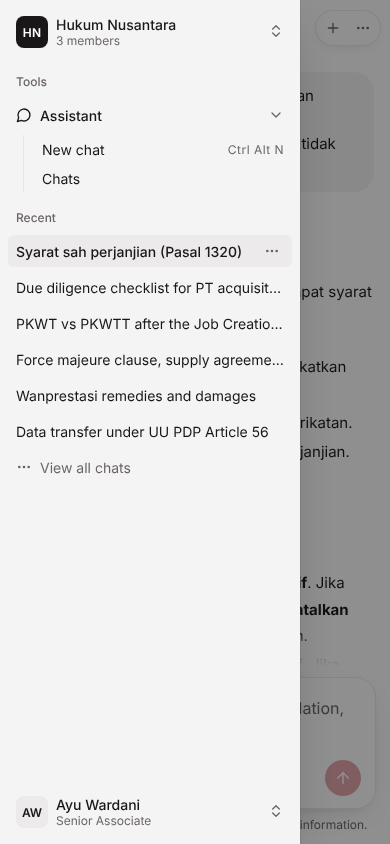 HN
Hukum Nusantara
3 members
Tools
Assistant
New chat
Ctrl Alt N
Chats
Recent
Syarat sah perjanjian (Pasal 1320)
Due diligence checklist for PT acquisit...
PKWT vs PKWTT after the Job Creatio...
Force majeure clause, supply agreeme...
Wanprestasi remedies and damages
Data transfer under UU PDP Article 56
View all chats
AW
Ayu Wardani
Senior Associate
an
tidak
pat syarat
katkan
rikatan.
janjian.
f. Jika
atalkan
n.
lation,
information.